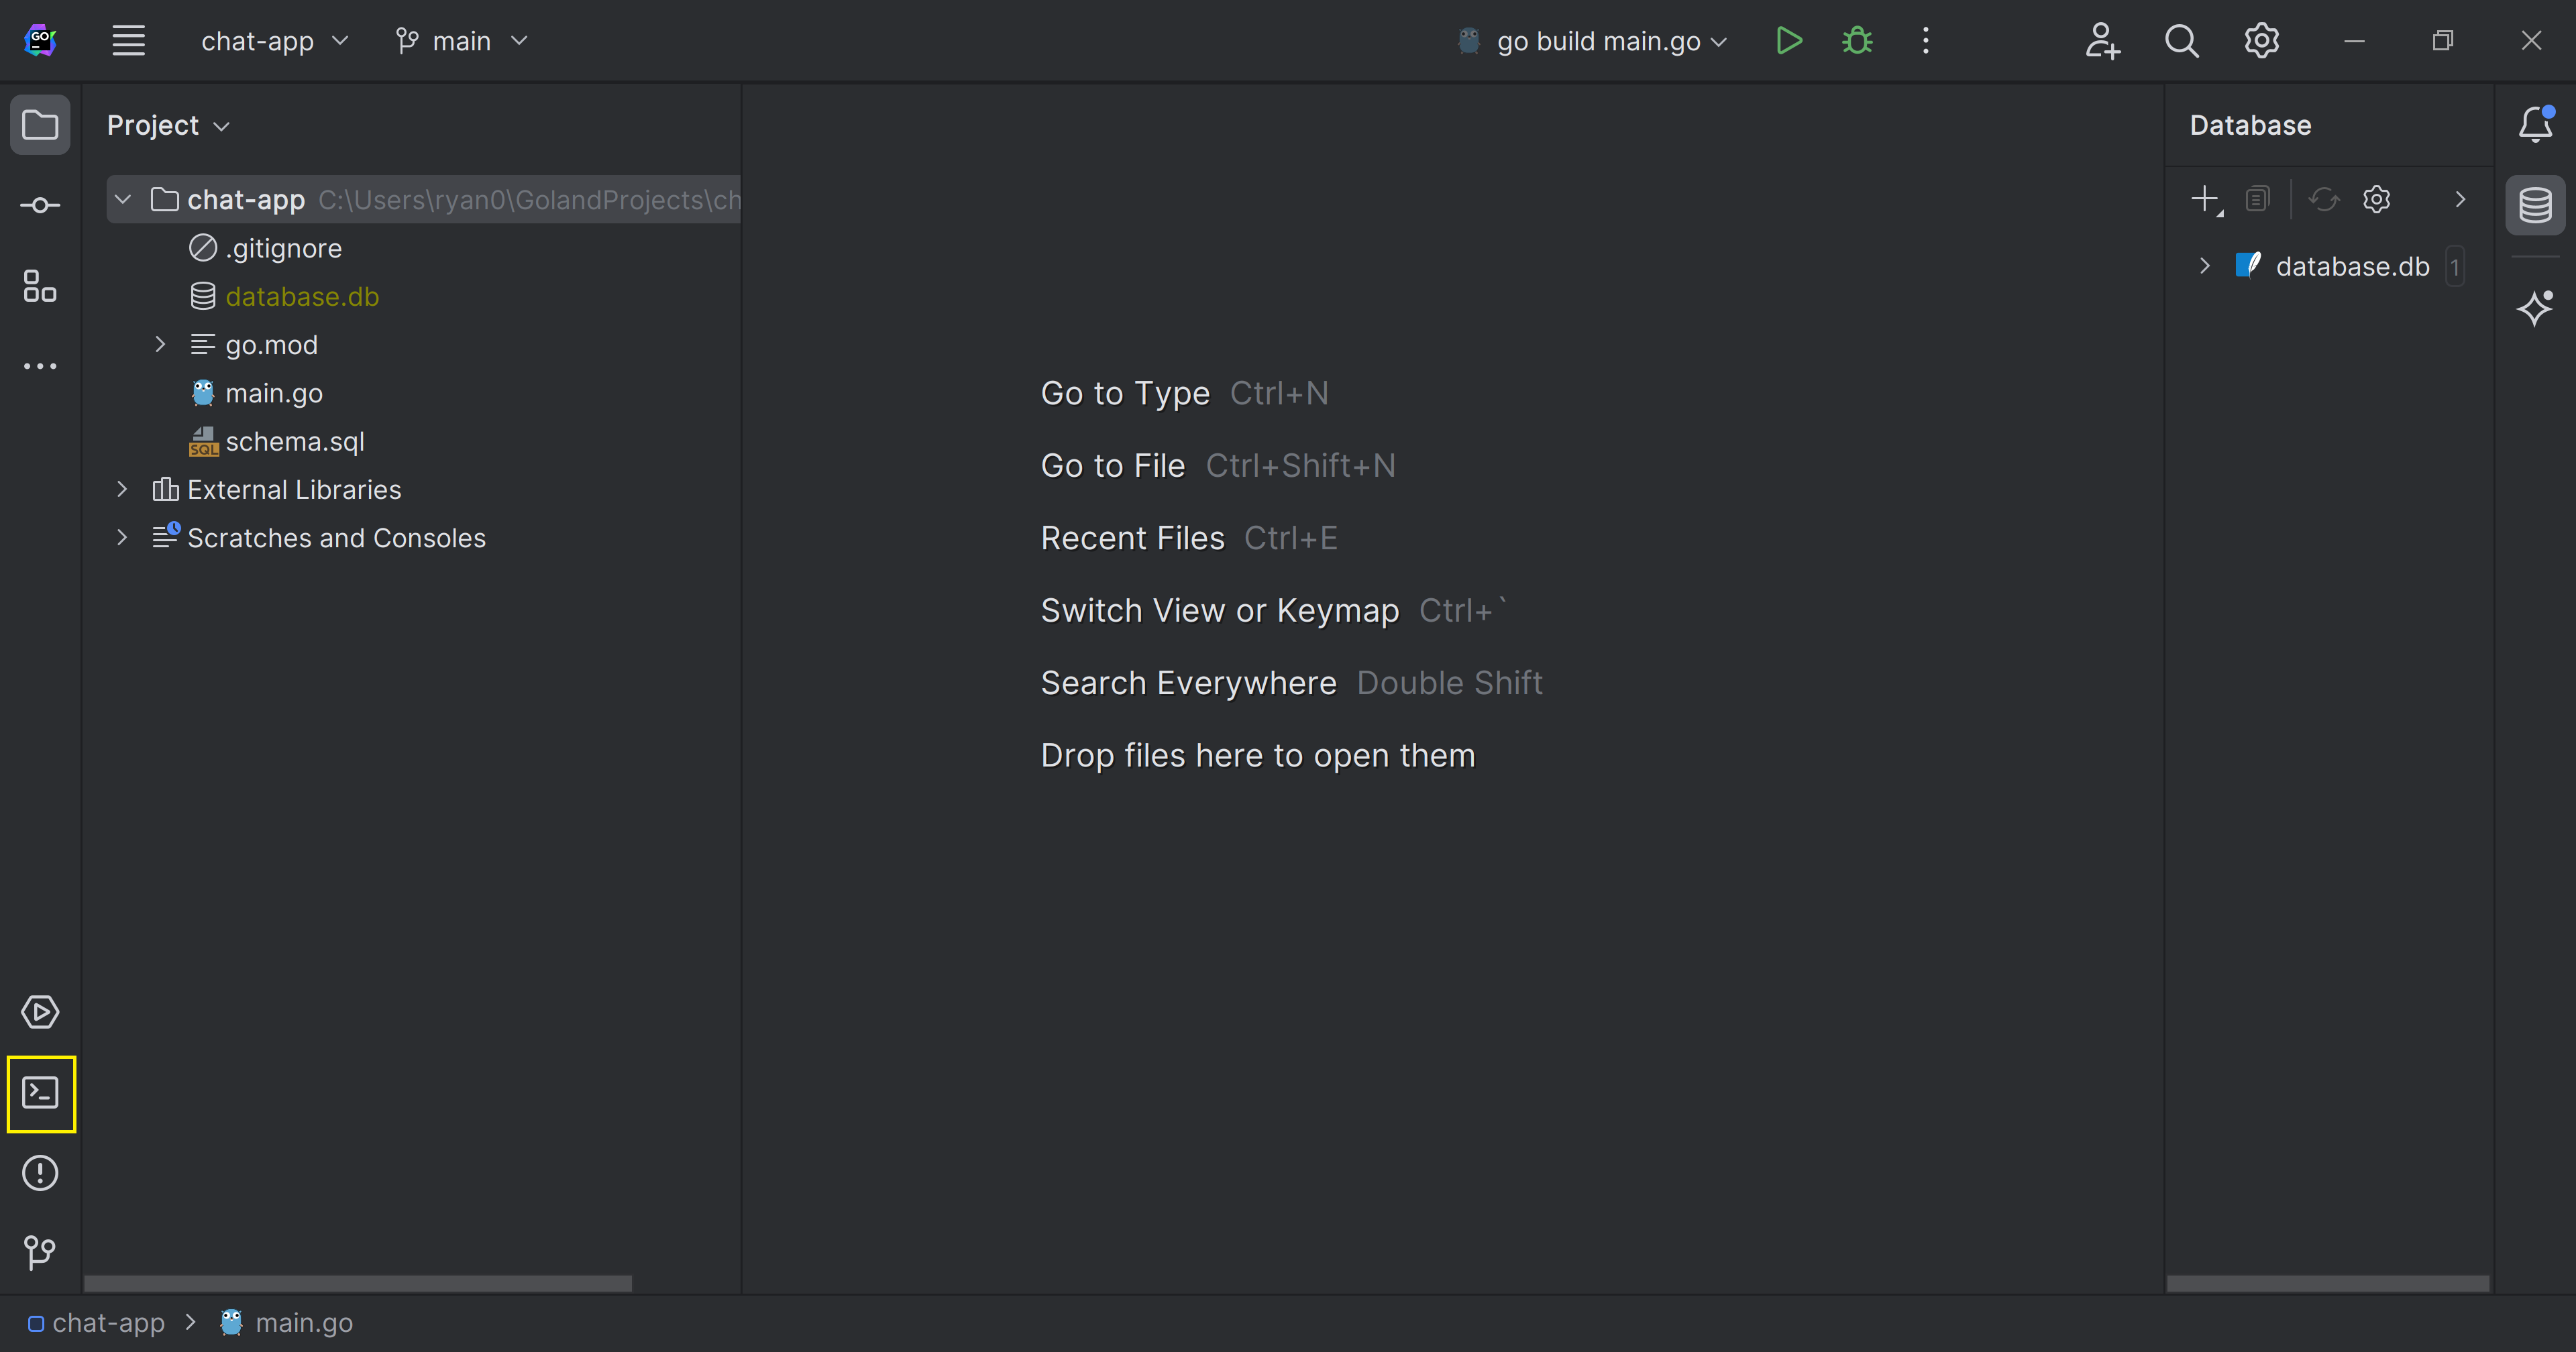 GO
chat-app
main
go build main.go
Project
chat-app C:\Users\ryan0\GolandProjects\ch
.gitignore
database.db
go.mod
main.go
SQL
schema.sql
External Libraries
Scratches and Consoles
Go to Type Ctrl+N
Go to File Ctrl+Shift+N
Recent Files Ctrl+E
Switch View or Keymap Ctrl+`
Search Everywhere Double Shift
Drop files here to open them
Database
database.db 1
chat-app
main.go